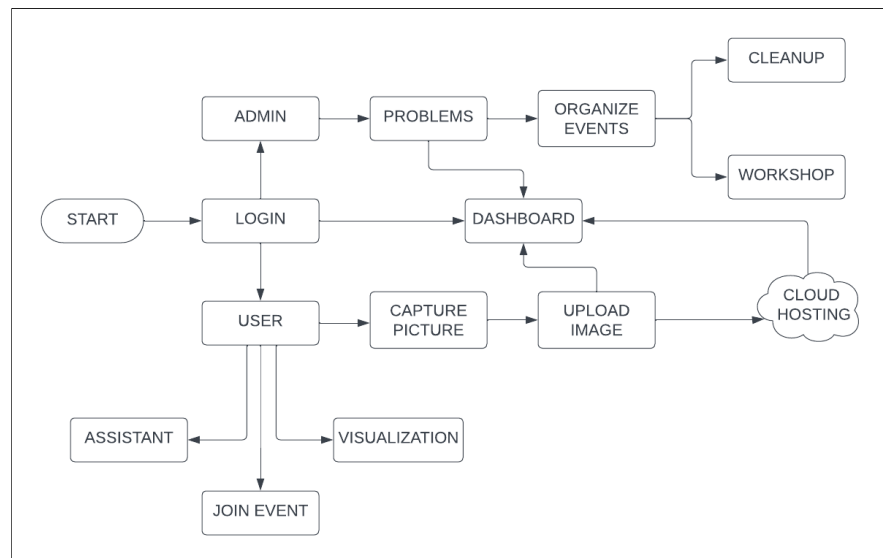 CLEANUP
ADMIN
PROBLEMS
ORGANIZE
EVENTS
WORKSHOP
START
LOGIN
DASHBOARD
CLOUD
HOSTING
USER
CAPTURE
PICTURE
UPLOAD
IMAGE
ASSISTANT
VISUALIZATION
JOIN EVENT